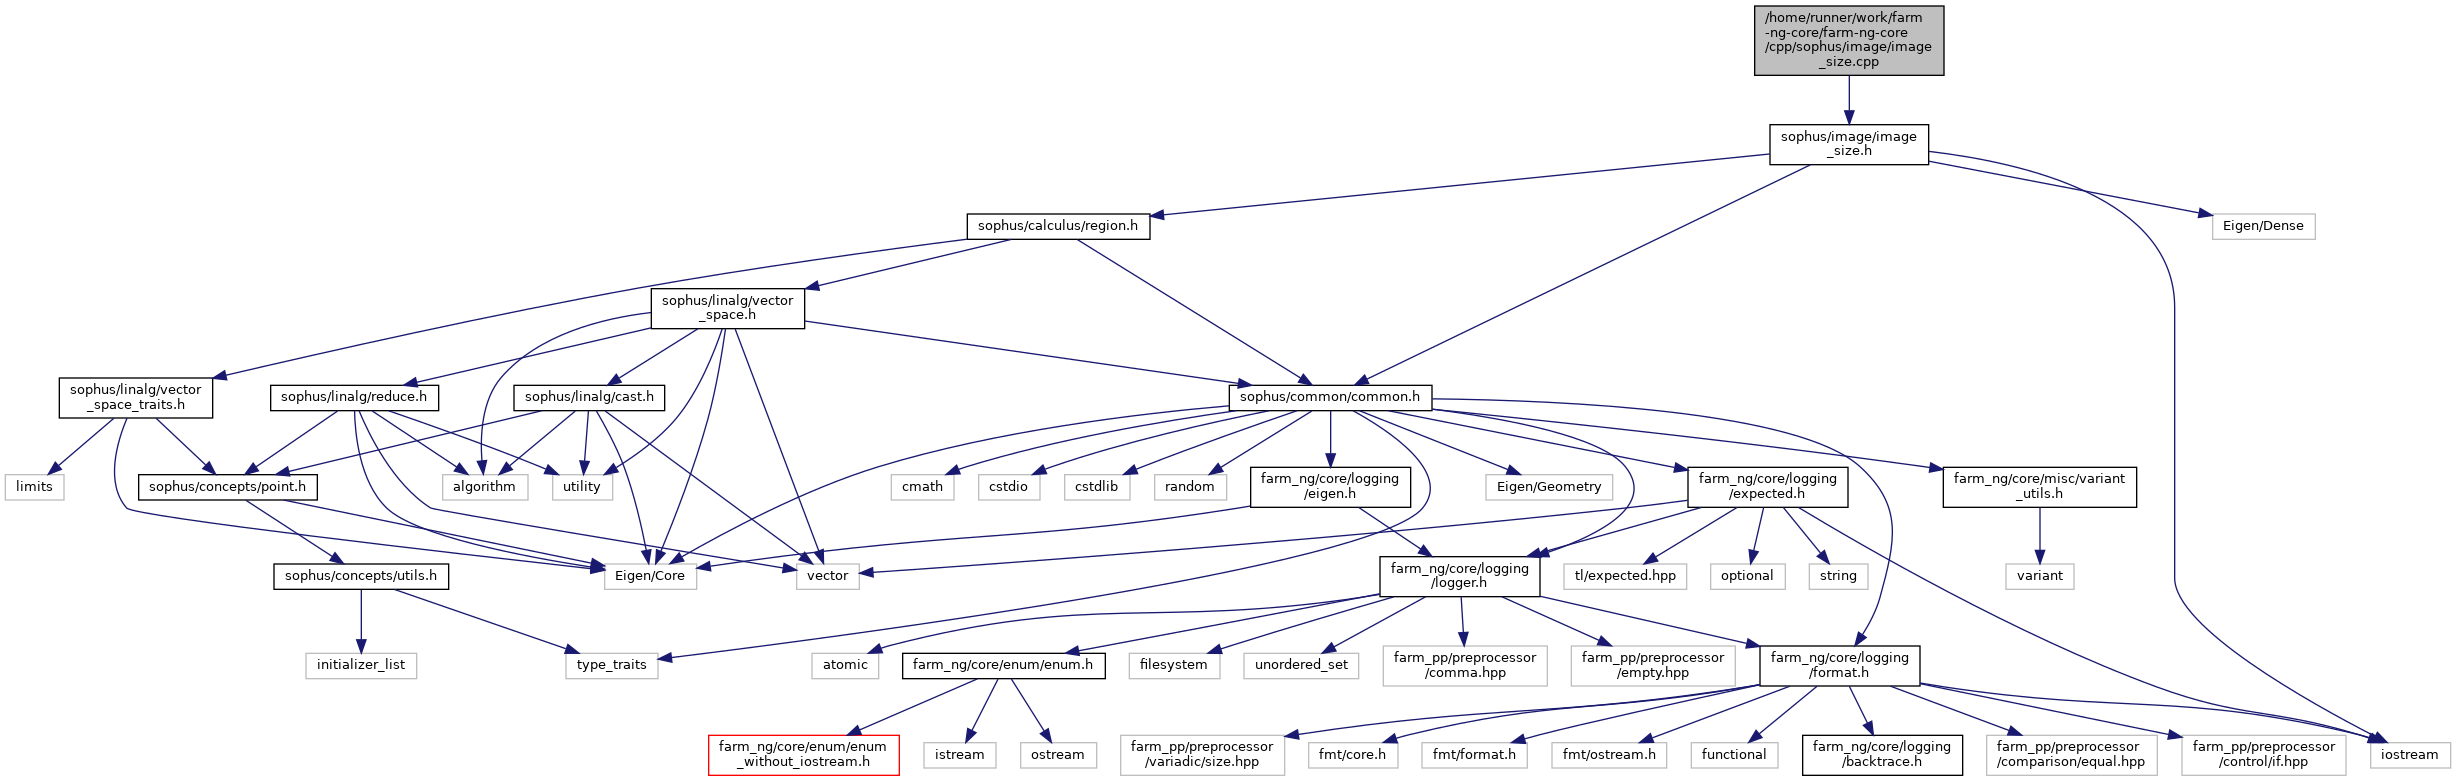 /home/runner/work/farm
-ng-core/farm-ng-core
/cpp/sophus/image/image
_size.cpp
sophus/image/image
_size.h
sophus/calculus/region.h
Eigen/Dense
sophus/linalg/vector
_space.h
sophus/linalg/vector
_space_traits.h
sophus/linalg/reduce.h
sophus/linalg/cast.h
sophus/common/common.h
limits
sophus/concepts/point.h
algorithm
utility
cmath
cstdio
cstdlib
random
farm_ng/core/logging
/eigen.h
Eigen/Geometry
farm_ng/core/logging
/expected.h
farm_ng/core/misc/variant
_utils.h
sophus/concepts/utils.h
Eigen/Core
vector
farm_ng/core/logging
/logger.h
tl/expected.hpp
optional
string
variant
initializer_list
type_traits
atomic
farm_ng/core/enum/enum.h
filesystem
unordered_set
farm_pp/preprocessor
/comma.hpp
farm_pp/preprocessor
/empty.hpp
farm_ng/core/logging
/format.h
farm_ng/core/enum/enum
_without_iostream.h
istream
ostream
farm_pp/preprocessor
/variadic/size.hpp
fmt/core.h
fmt/format.h
fmt/ostream.h
functional
farm_ng/core/logging
/backtrace.h
farm_pp/preprocessor
/comparison/equal.hpp
farm_pp/preprocessor
/control/if.hpp
iostream